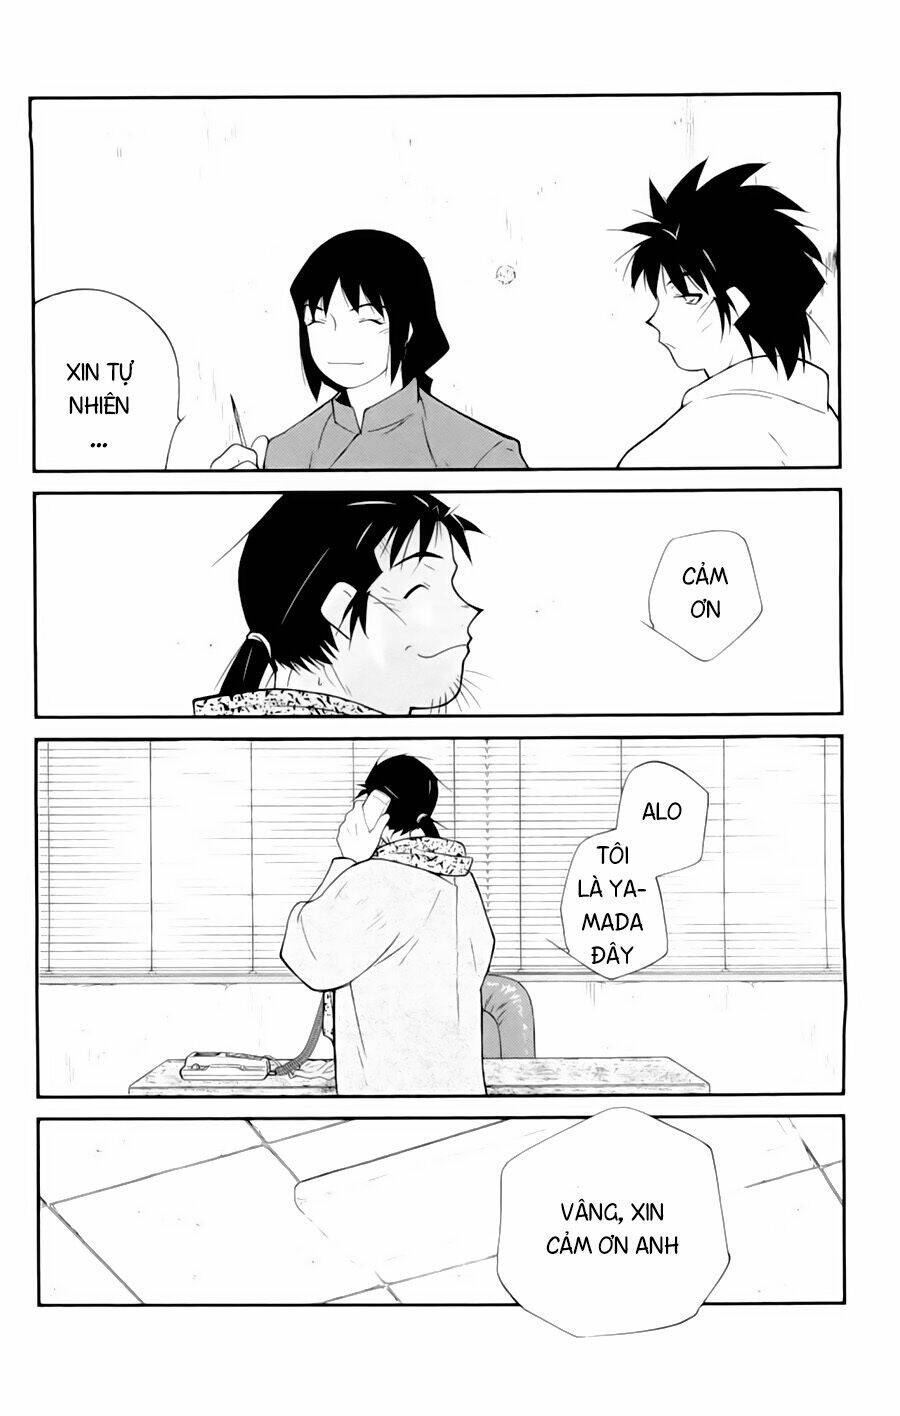 XIN TỰ
NHIÊN
...
CẢM
ƠN
ALO
TÔI
LÀ YA-
MADA
ĐÂY
VÂNG, XIN
CẢM ƠN ANH